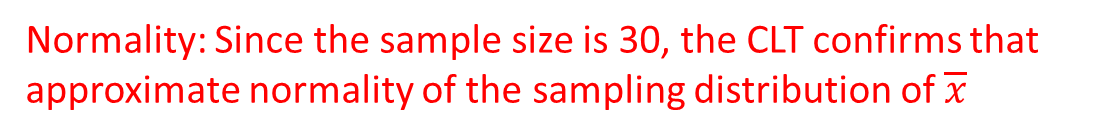 Normality: Since the sample size is 30, the CLT confirms that
approximate normality of the sampling distribution of x̅